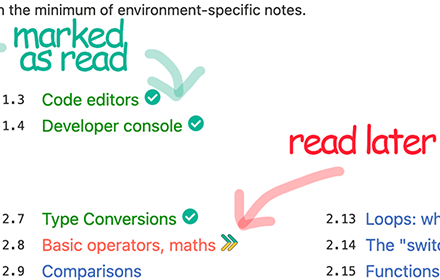 n the minimum of environment-specific notes.
marked
as read
1.3 Code editors
1.4 Developer console
read later
2.7 Type Conversions
2.8 Basic operators, maths
2.9 Comparisons
2.13 Loops: wh
2.14 The "switc
2.15 Functions